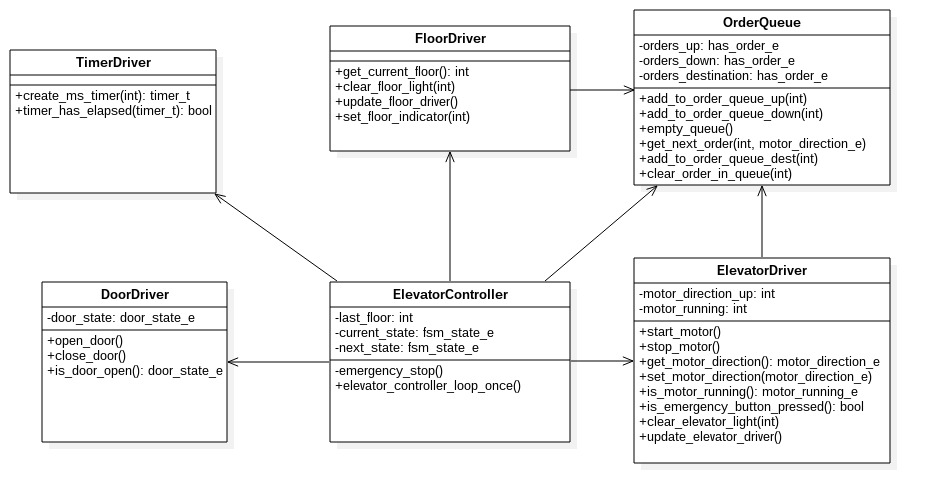 TimerDriver
+create_ms_timer(int): timer_t
+timer_has_elapsed(timer_t): bool
FloorDriver
+get_current_floor(): int
+clear_floor_light(int)
+update_floor_driver()
+set_floor_indicator(int)
OrderQueue
-orders_up: has_order_e
-orders_down: has_order_e
-orders_destination: has_order_e
+add_to_order_queue_up(int)
+add_to_order_queue_down(int)
+empty_queue()
+get_next_order(int, motor_direction_e)
+add_to_order_queue_dest(int)
+clear_order_in_queue(int)
DoorDriver
-door_state: door_state_e
+open_door()
+close_door()
+is_door_open(): door_state_e
ElevatorController
-last_floor: int
-current_state: fsm_state_e
-next_state: fsm_state_e
-emergency_stop()
+elevator_controller_loop_once()
ElevatorDriver
-motor_direction_up: int
-motor_running: int
+start_motor()
+stop_motor()
+get_motor_direction(): motor_direction_e
+set_motor_direction(motor_direction_e)
+is_motor_running(): motor_running_e
+is_emergency_button_pressed(): bool
+clear_elevator_light(int)
+update_elevator_driver()